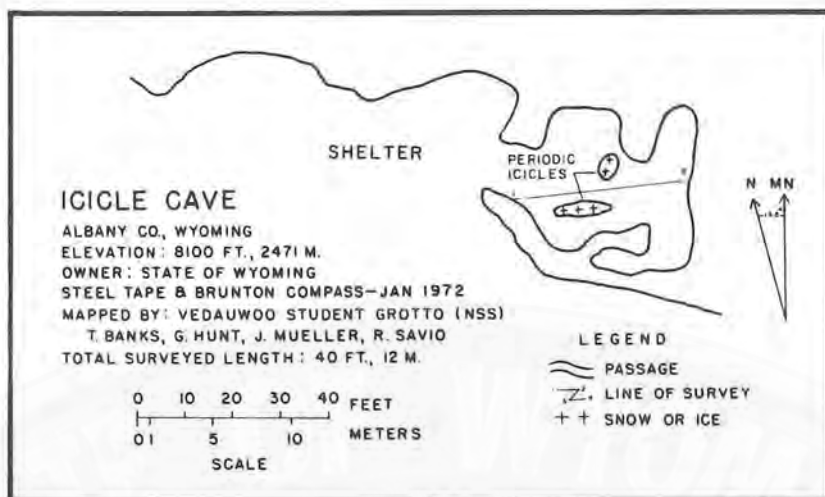 SHELTER
PERIODIC
ICICLES
N MN
ICICLE CAVE
ALBANY CO., WYOMING
ELEVATION: 8100 FT., 2471 M.
OWNER: STATE OF WYOMING
STEEL TAPE & BRUNTON COMPASS—JAN 1972
MAPPED BY: VEDAUWOO STUDENT GROTTO (NSS)
T. BANKS, G. HUNT, J. MUELLER, R. SAVIO
TOTAL SURVEYED LENGTH: 40 FT., 12 M.
0 10 20 30 40 FEET
0 1 5 10 METERS
SCALE
LEGEND
PASSAGE
LINE OF SURVEY
+ + SNOW OR ICE